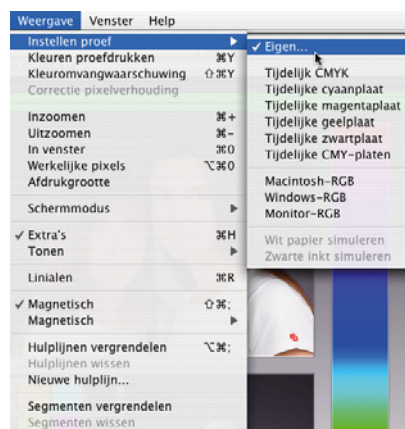 Weergave Venster Help
Instellen proef
Kleuren proefdrukken ⌘Y
Kleuromvangwaarschuwing ⇧⌘Y
Correctie pixelverhouding
Inzoomen ⌘+
Uitzoomen ⌘–
In venster ⌘0
Werkelijke pixels ⌥⌘0
Afdrukgrootte
Schermmodus
✓ Extra's ⌘H
Tonen
Linialen ⌘R
✓ Magnetisch ⇧⌘;
Magnetisch
Hulplijnen vergrendelen ⌥⌘;
Hulplijnen wissen
Nieuwe hulplijn...
Segmenten vergrendelen
Segmenten wissen
✓ Eigen...
Tijdelijk CMYK
Tijdelijke cyaanplaat
Tijdelijke magentaplaat
Tijdelijke geelplaat
Tijdelijke zwartplaat
Tijdelijke CMY-platen
Macintosh-RGB
Windows-RGB
Monitor-RGB
Wit papier simuleren
Zwarte inkt simuleren